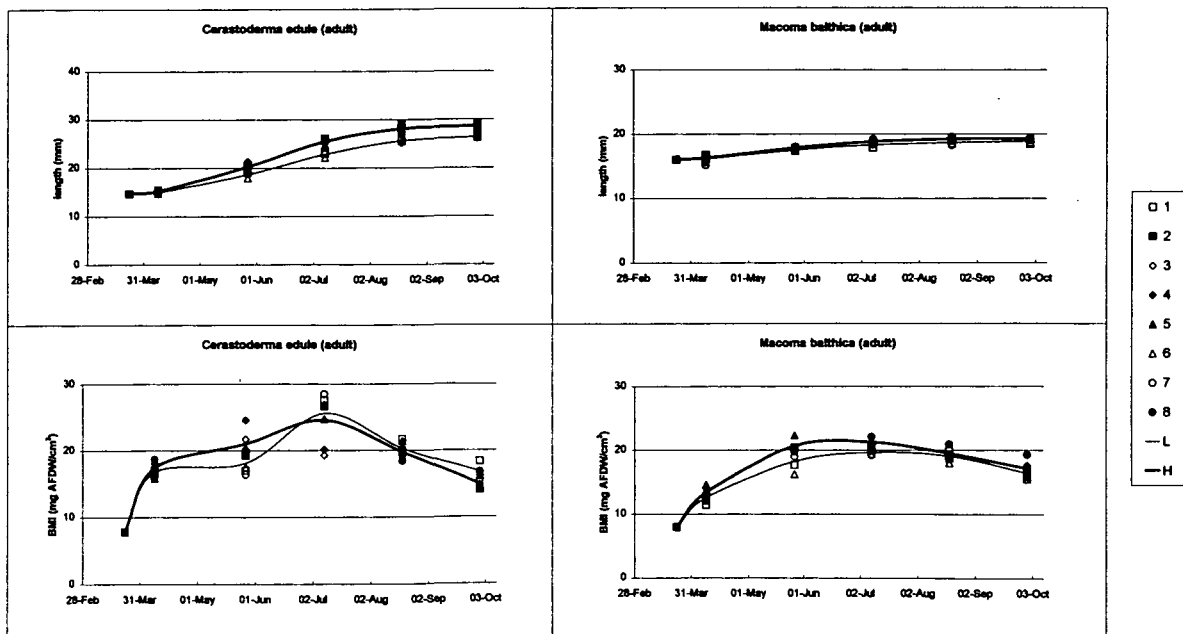 Cerastoderma edule (adult)
length (mm)
40
30
20
10
0
28-Feb 31-Mar 01-May 01-Jun 02-Jul 02-Aug 02-Sep 03-Oct
Macoma balthica (adult)
length (mm)
30
20
10
0
28-Feb 31-Mar 01-May 01-Jun 02-Jul 02-Aug 02-Sep 03-Oct
Cerastoderma edule (adult)
BMI (mg AFDW/cm³)
30
20
10
0
28-Feb 31-Mar 01-May 01-Jun 02-Jul 02-Aug 02-Sep 03-Oct
Macoma balthica (adult)
BMI (mg AFDW/cm³)
30
20
10
0
28-Feb 31-Mar 01-May 01-Jun 02-Jul 02-Aug 02-Sep 03-Oct
1
2
3
4
5
6
7
8
L
H